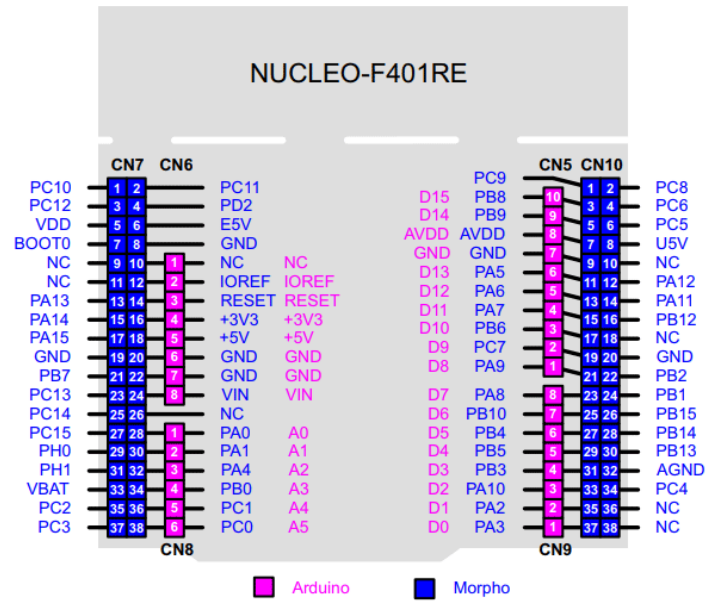 NUCLEO-F401RE
CN7 CN6 CN5 CN10
PC9
PC10 1 2 PC11 1 2 PC8
PC12 3 4 PD2 D15 PB8 10 3 4 PC6
VDD 5 6 E5V D14 PB9 9 5 6 PC5
BOOT0 7 8 GND AVDD AVDD 8 7 8 U5V
NC 9 10 1 NC NC GND GND 7 9 10 NC
NC 11 12 2 IOREF IOREF D13 PA5 6 11 12 PA12
PA13 13 14 3 RESET RESET D12 PA6 5 13 14 PA11
PA14 15 16 4 +3V3 +3V3 D11 PA7 4 15 16 PB12
PA15 17 18 5 +5V +5V D10 PB6 3 17 18 NC
GND 19 20 6 GND GND D9 PC7 2 19 20 GND
PB7 21 22 7 GND GND D8 PA9 1 21 22 PB2
PC13 23 24 8 VIN VIN D7 PA8 8 23 24 PB1
PC14 25 26 NC D6 PB10 7 25 26 PB15
PC15 27 28 1 PA0 A0 D5 PB4 6 27 28 PB14
PH0 29 30 2 PA1 A1 D4 PB5 5 29 30 PB13
PH1 31 32 3 PA4 A2 D3 PB3 4 31 32 AGND
VBAT 33 34 4 PB0 A3 D2 PA10 3 33 34 PC4
PC2 35 36 5 PC1 A4 D1 PA2 2 35 36 NC
PC3 37 38 6 PC0 A5 D0 PA3 1 37 38 NC
CN8 CN9
Arduino Morpho